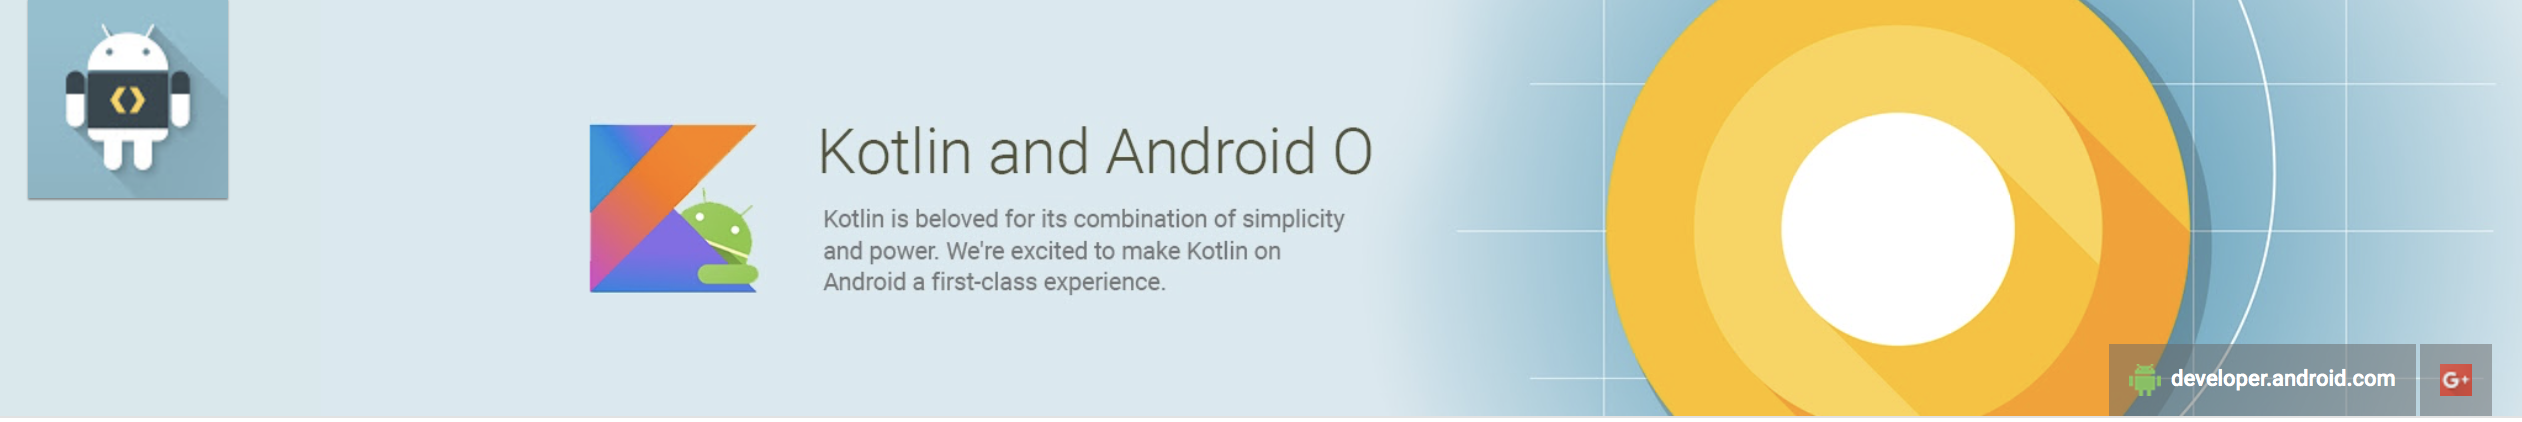 Kotlin and Android O
Kotlin is beloved for its combination of simplicity
and power. We're excited to make Kotlin on
Android a first-class experience.
developer.android.com
G+